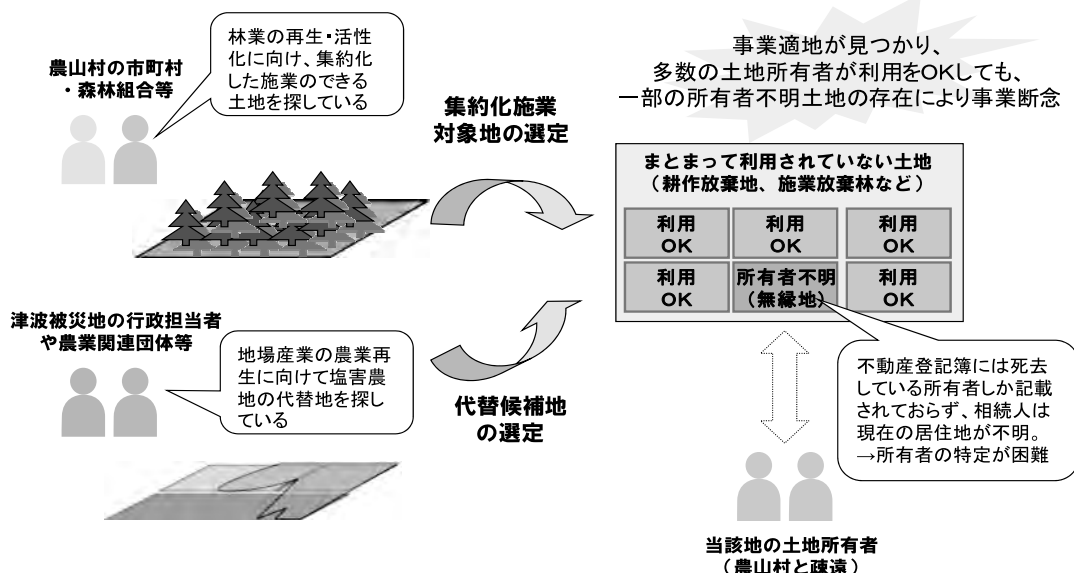 農山村の市町村
・森林組合等
林業の再生・活性
化に向け、集約化
した施業のできる
土地を探している
集約化施業
対象地の選定
事業適地が見つかり、
多数の土地所有者が利用をOKしても、
一部の所有者不明土地の存在により事業断念
まとまって利用されていない土地
(耕作放棄地、施業放棄林など)
利用
OK
利用
OK
利用
OK
利用
OK
所有者不明
(無縁地)
利用
OK
津波被災地の行政担当者
や農業関連団体等
地場産業の農業再
生に向けて塩害農
地の代替地を探し
ている
代替候補地
の選定
不動産登記簿には死去
している所有者しか記載
されておらず、相続人は
現在の居住地が不明。
→所有者の特定が困難
当該地の土地所有者
(農山村と疎遠)